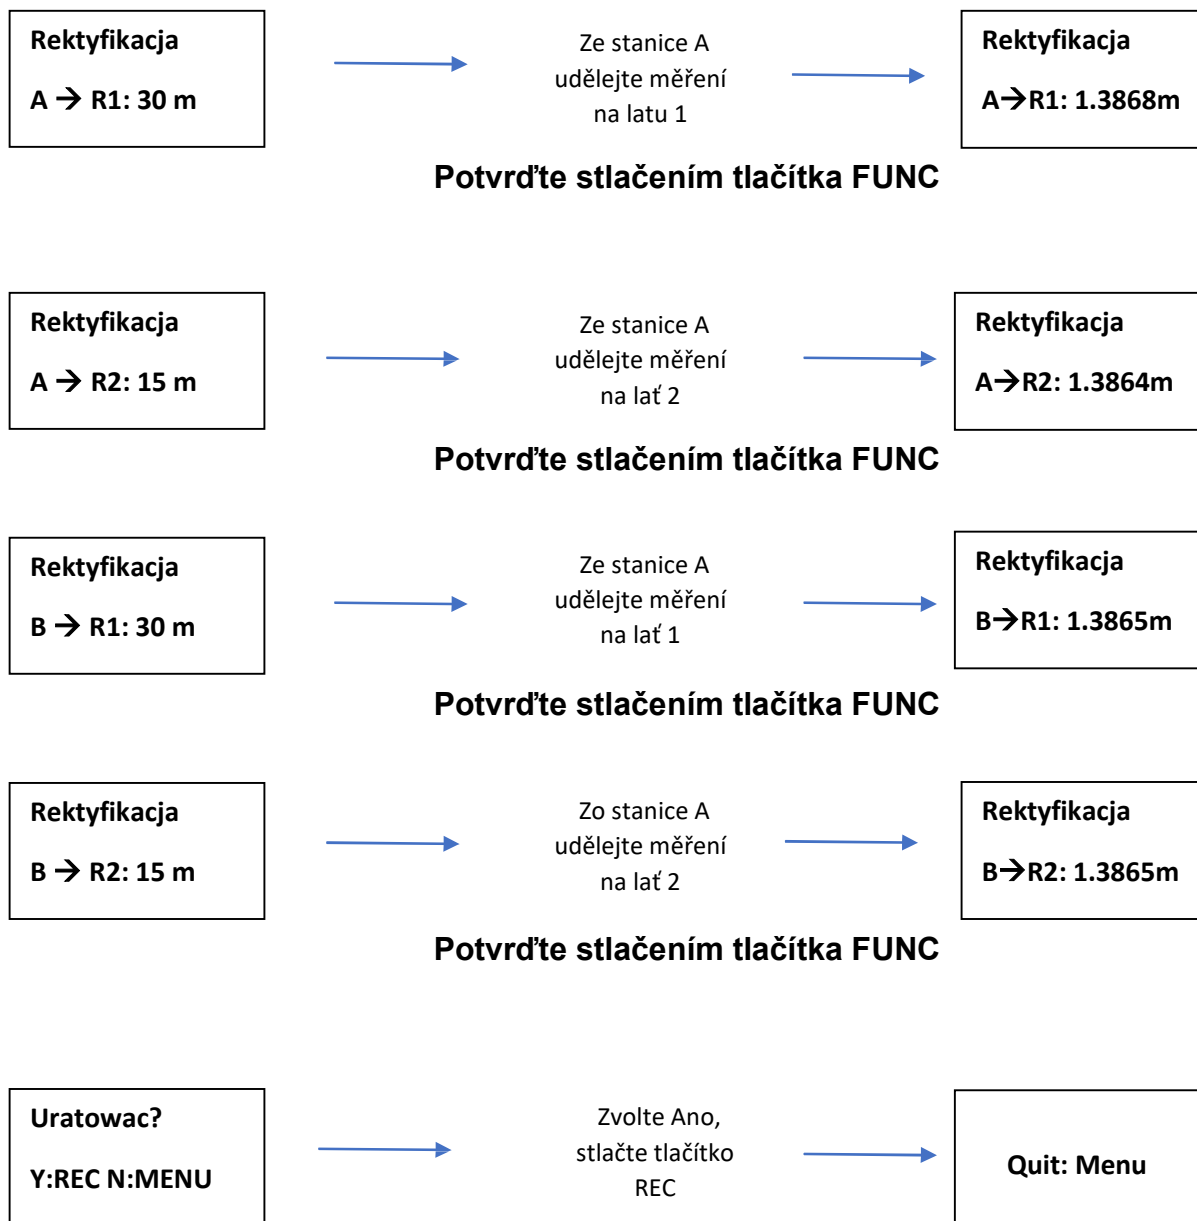 Rektyfikacja
A → R1: 30 m
Ze stanice A
udělejte měření
na latu 1
Rektyfikacja
A→R1: 1.3868m
Potvrďte stlačením tlačítka FUNC
Rektyfikacja
A → R2: 15 m
Ze stanice A
udělejte měření
na lať 2
Rektyfikacja
A→R2: 1.3864m
Potvrďte stlačením tlačítka FUNC
Rektyfikacja
B → R1: 30 m
Ze stanice A
udělejte měření
na lať 1
Rektyfikacja
B→R1: 1.3865m
Potvrďte stlačením tlačítka FUNC
Rektyfikacja
B → R2: 15 m
Zo stanice A
udělejte měření
na lať 2
Rektyfikacja
B→R2: 1.3865m
Potvrďte stlačením tlačítka FUNC
Uratowac?
Y:REC N:MENU
Zvolte Ano,
stlačte tlačítko
REC
Quit: Menu